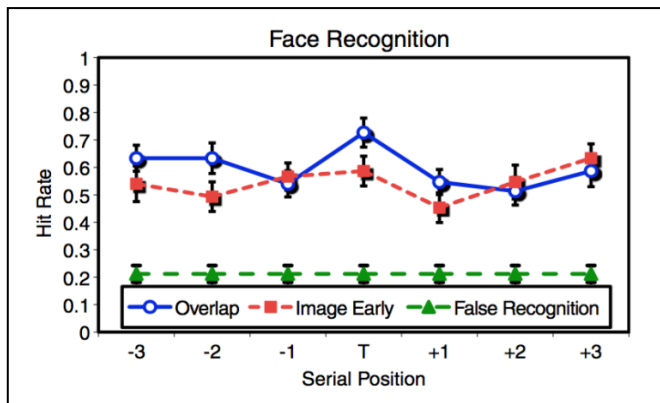 Face Recognition
1
0.9
0.8
0.7
0.6
0.5
0.4
0.3
0.2
0.1
0
Hit Rate
Overlap Image Early False Recognition
-3 -2 -1 T +1 +2 +3
Serial Position